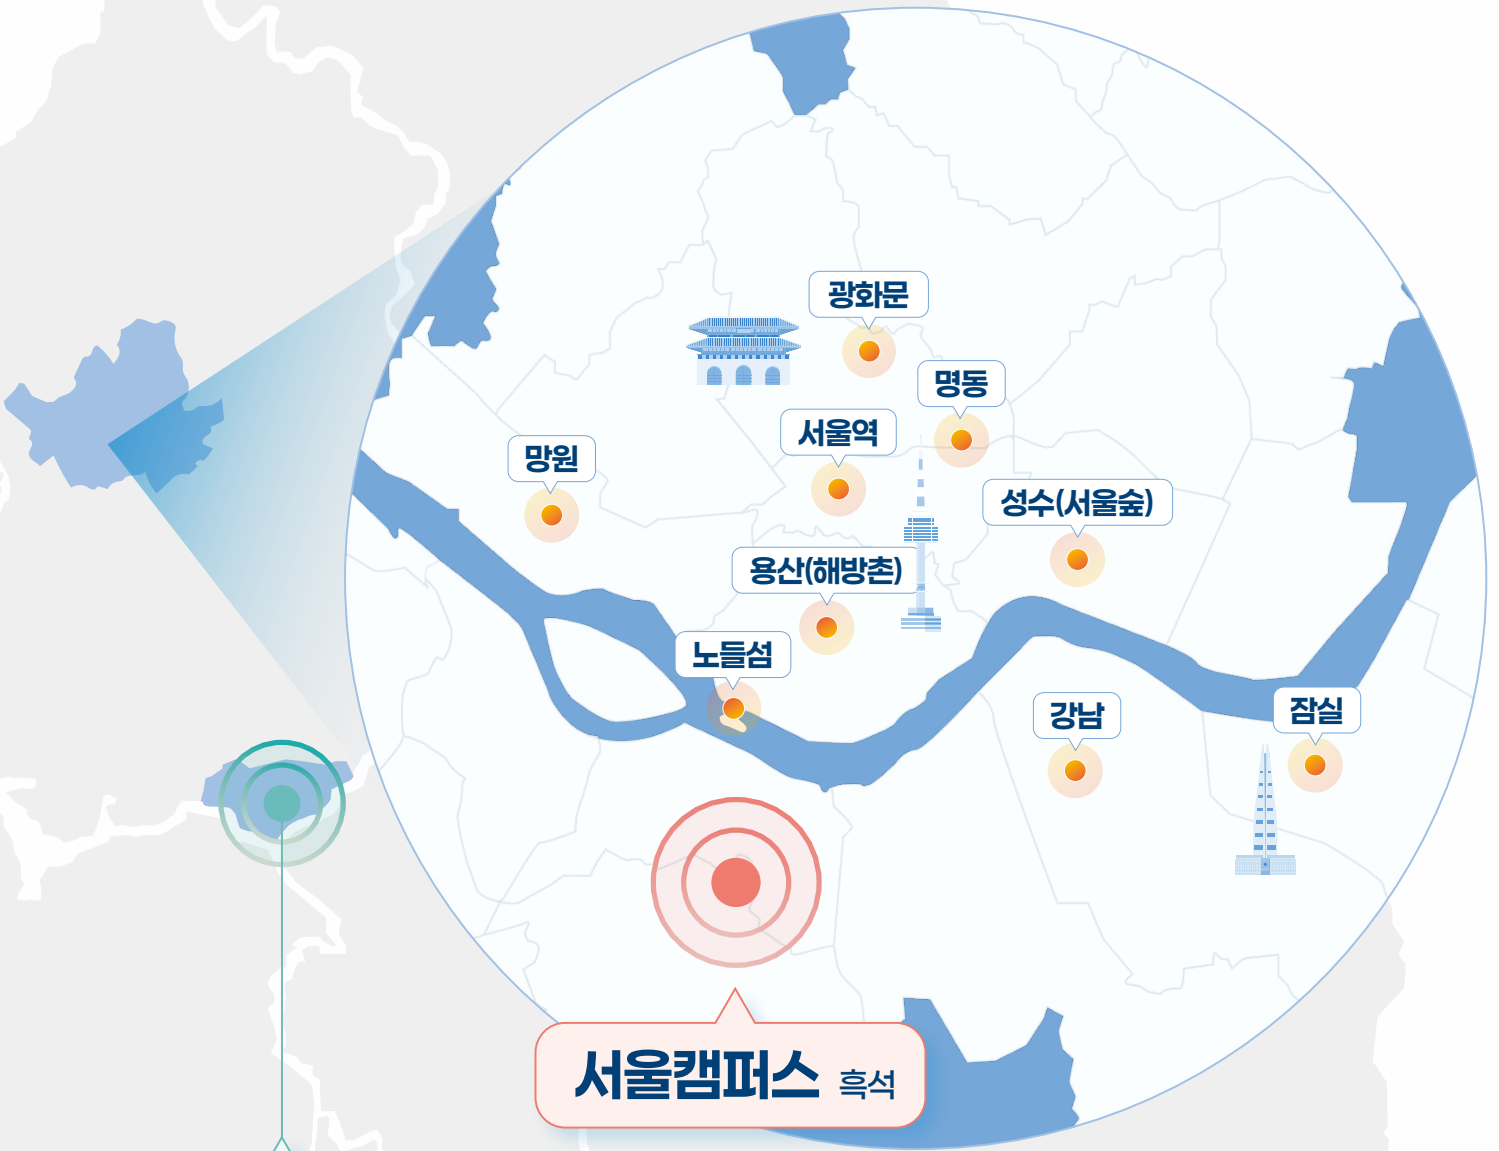 광화문
명동
서울역
망원
성수(서울숲)
용산(해방촌)
노들섬
강남
잠실
서울캠퍼스 흑석